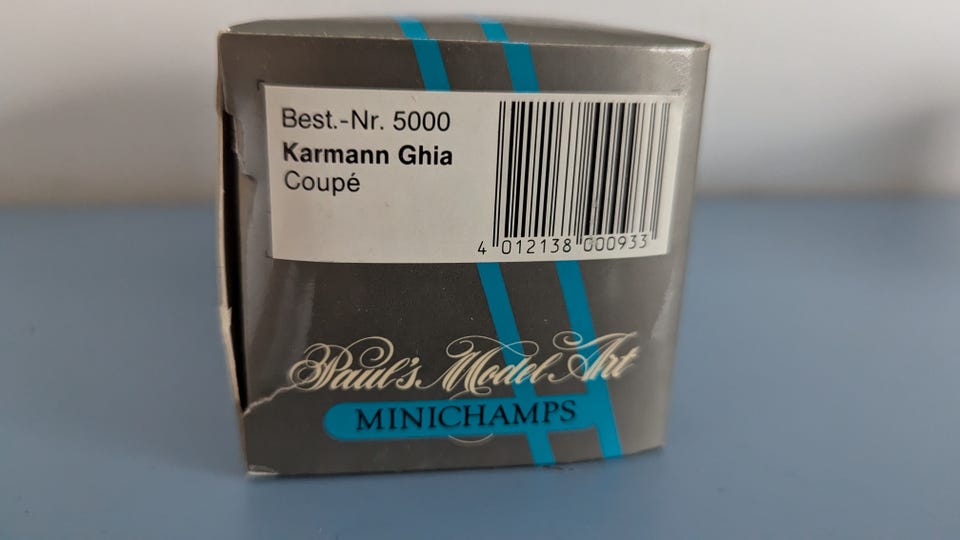 Best.-Nr. 5000
Karmann Ghia
Coupé
4 012138 000933
Paul's Model Art
MINICHAMPS